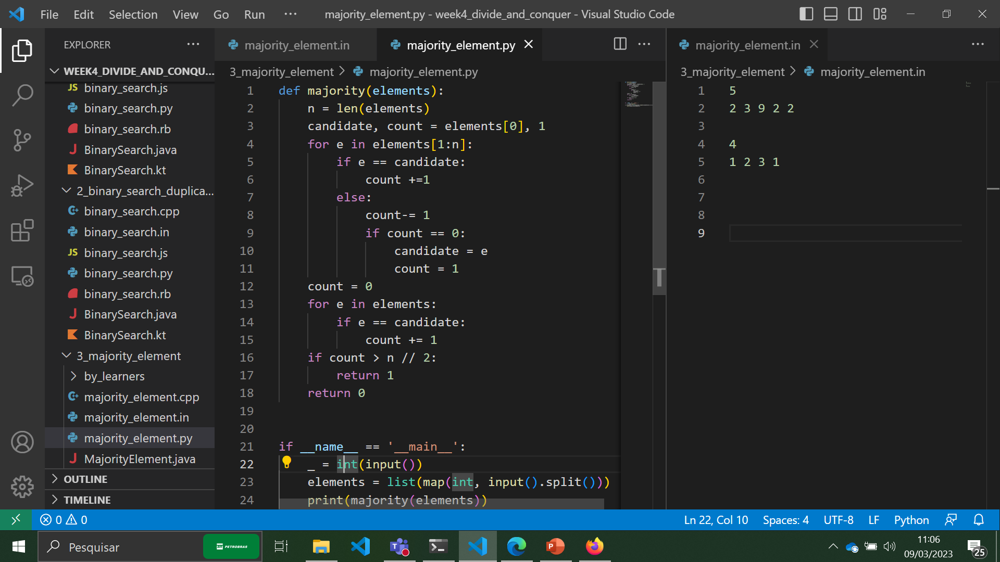 File Edit Selection View Go Run ··· majority_element.py - week4_divide_and_conquer - Visual Studio Code
EXPLORER ···
WEEK4_DIVIDE_AND_CONQU...
JS binary_search.js
binary_search.py
binary_search.rb
J BinarySearch.java
BinarySearch.kt
2_binary_search_duplica...
C+ binary_search.cpp
binary_search.in
JS binary_search.js
binary_search.py
binary_search.rb
J BinarySearch.java
BinarySearch.kt
3_majority_element
by_learners
C+ majority_element.cpp
majority_element.in
majority_element.py
J MajorityElement.java
OUTLINE
TIMELINE
majority_element.in majority_element.py ···
3_majority_element > majority_element.py
1 def majority(elements):
2 n = len(elements)
3 candidate, count = elements[0], 1
4 for e in elements[1:n]:
5 if e == candidate:
6 count +=1
7 else:
8 count-= 1
9 if count == 0:
10 candidate = e
11 count = 1
12 count = 0
13 for e in elements:
14 if e == candidate:
15 count += 1
16 if count > n // 2:
17 return 1
18 return 0
19
20
21 if __name__ == '__main__':
22 _ = int(input())
23 elements = list(map(int, input().split()))
24 print(majority(elements))
majority_element.in ···
3_majority_element > majority_element.in
1 5
2 2 3 9 2 2
3
4 4
5 1 2 3 1
6
7
8
9
0 0 Ln 22, Col 10 Spaces: 4 UTF-8 LF Python
Pesquisar BR PETROBRAS
11:06
09/03/2023
25